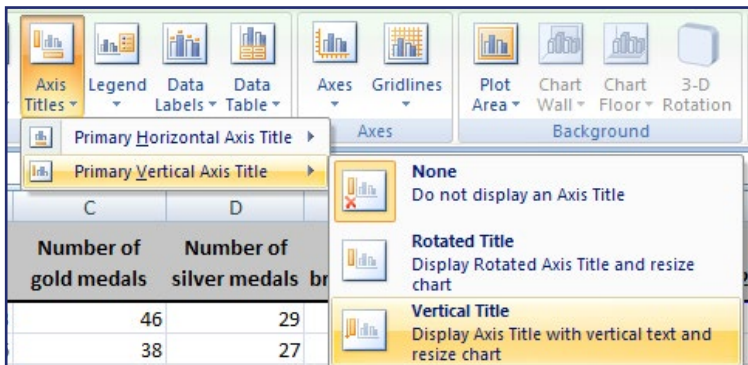 Axis Titles
Legend
Data Labels
Data Table
Axes
Gridlines
Plot Area
Chart Wall
Chart Floor
3-D Rotation
Axes
Background
Primary Horizontal Axis Title
Primary Vertical Axis Title
None
Do not display an Axis Title
Rotated Title
Display Rotated Axis Title and resize
chart
Vertical Title
Display Axis Title with vertical text and
resize chart
C
D
Number of
gold medals
Number of
silver medals
46
29
38
27